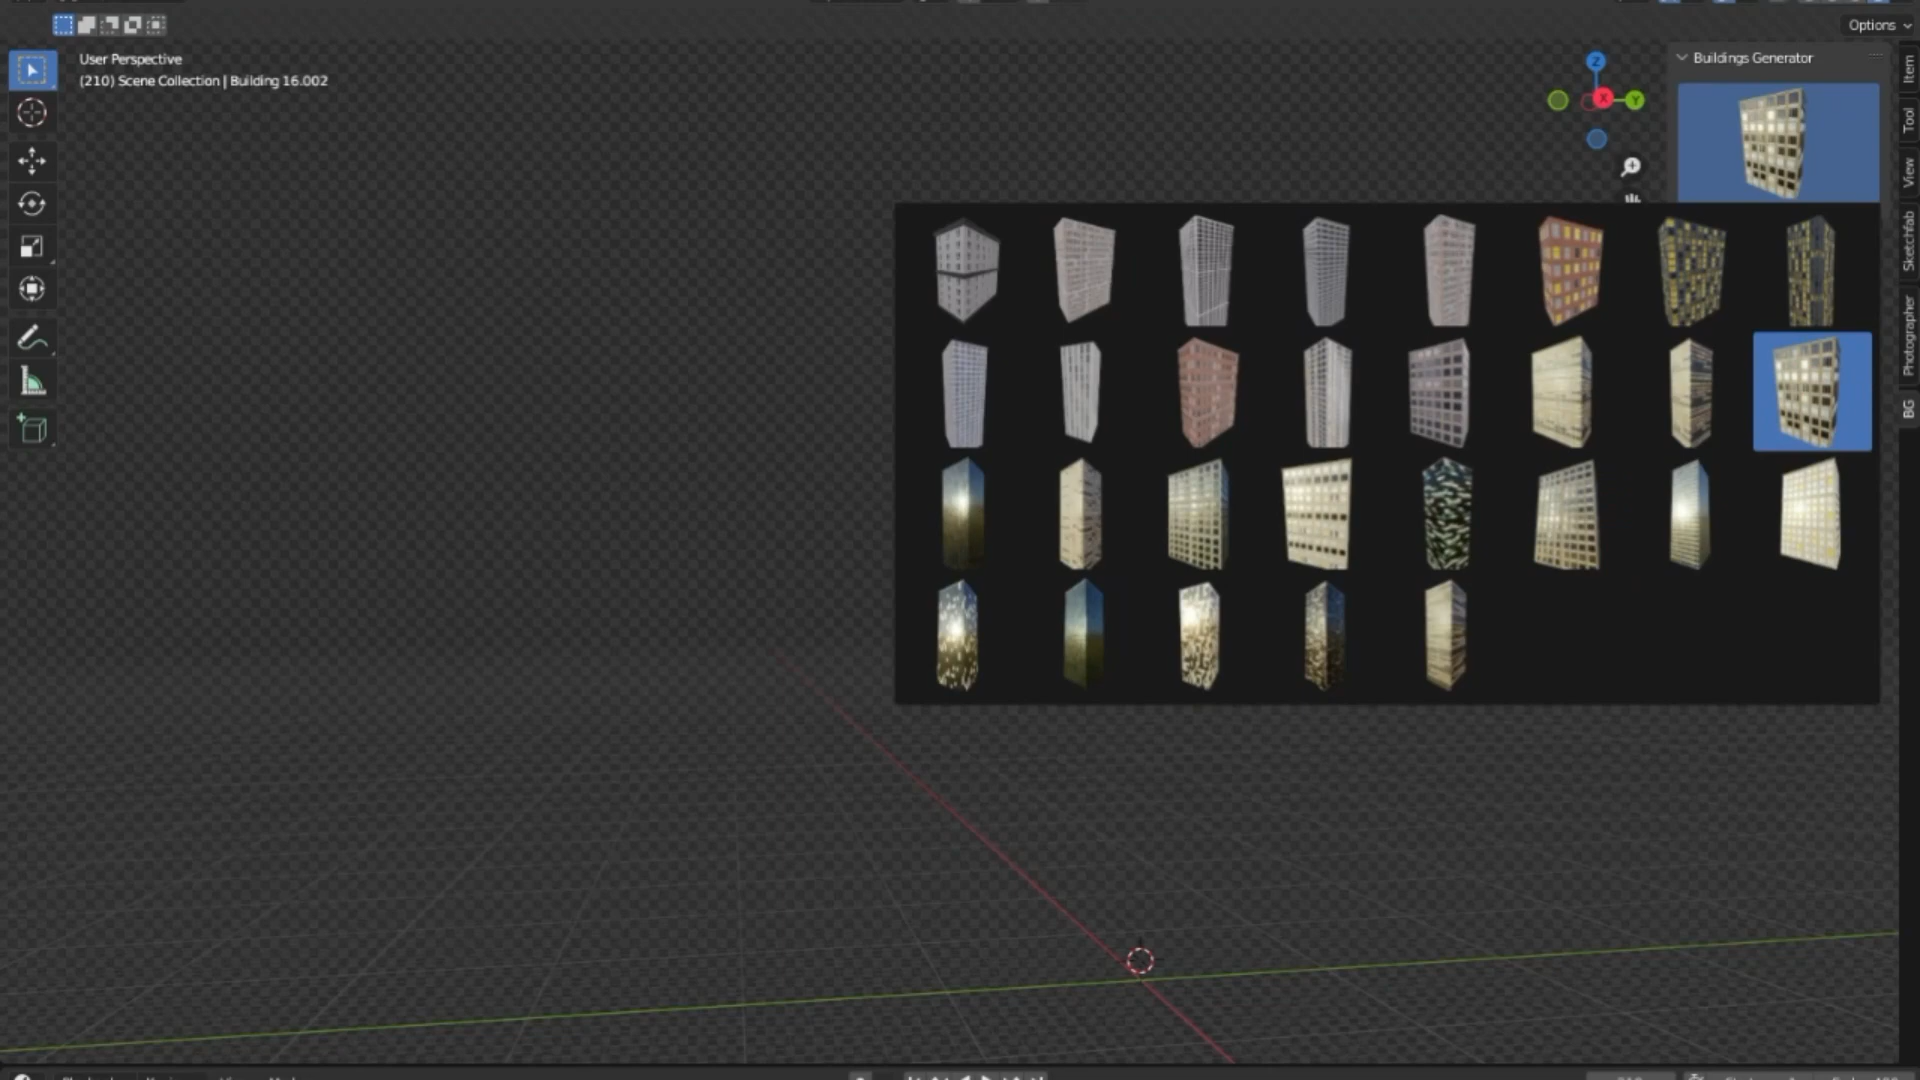 Options
User Perspective
(210) Scene Collection | Building 16.002
Buildings Generator
Z
X
Y
Item
Tool
View
Sketchfab
Photographer
BG